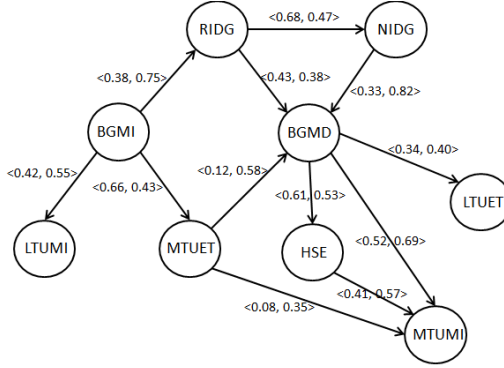 RIDG
<0.68, 0.47>
NIDG
<0.38, 0.75>
<0.43, 0.38>
<0.33, 0.82>
BGMI
BGMD
<0.34, 0.40>
<0.42, 0.55>
<0.66, 0.43>
<0.12, 0.58>
<0.61, 0.53>
LTUET
LTUMI
MTUET
HSE
<0.52, 0.69>
<0.08, 0.35>
<0.41, 0.57>
MTUMI